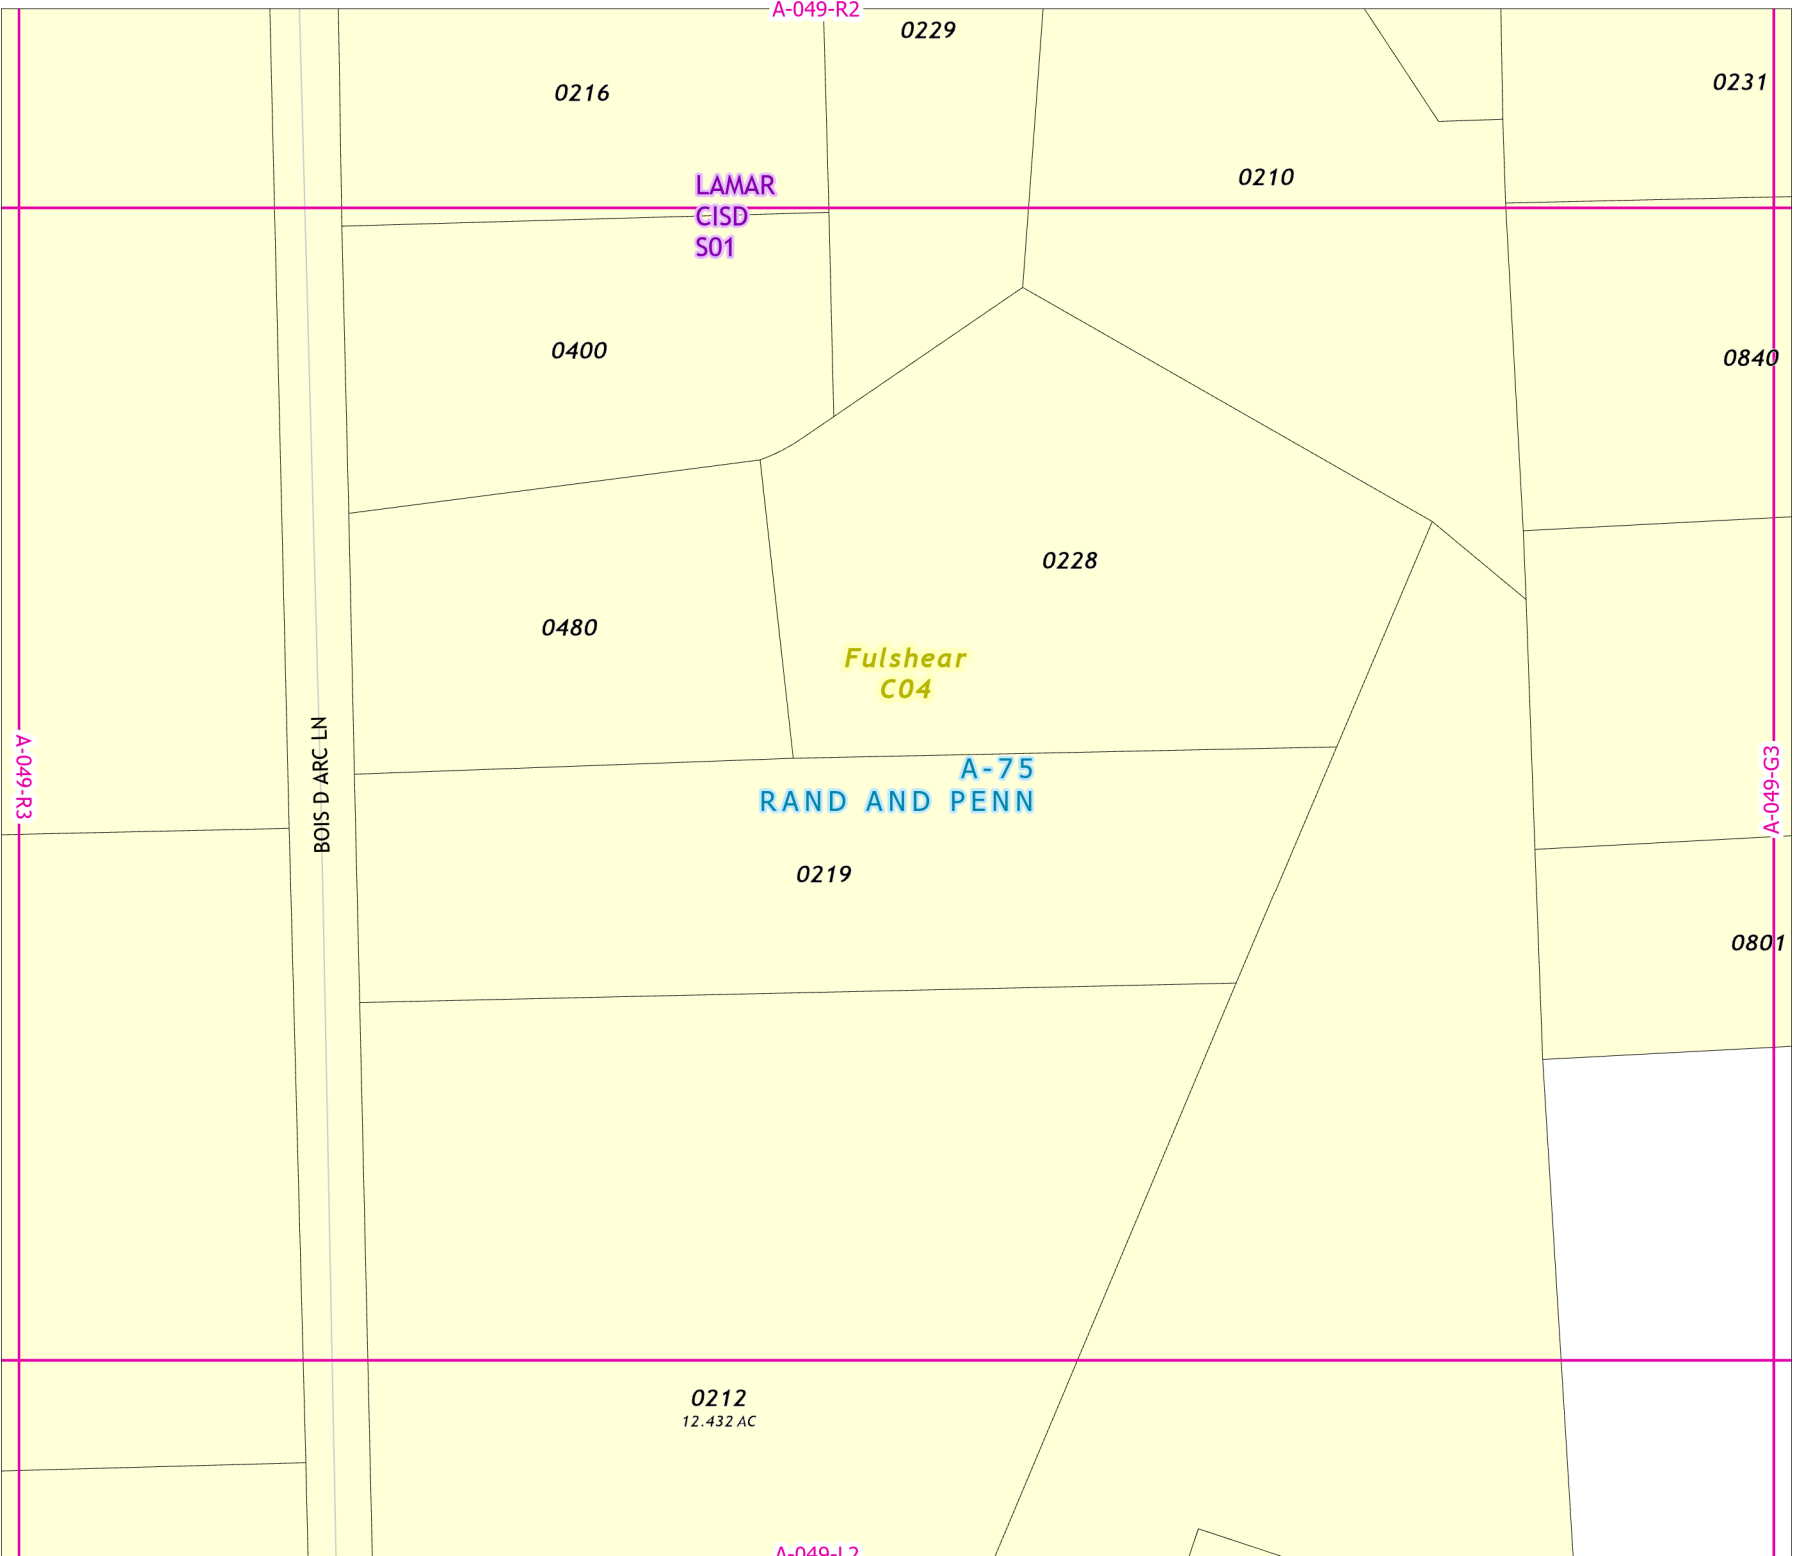 A-049-R2
0229
0216
0231
0210
LAMAR
CISD
S01
0400
0840
0228
0480
Fulshear
C04
A-049-R3
BOIS D ARC LN
A-75
RAND AND PENN
A-049-G3
0219
0801
0212
12.432 AC
A-049-L2